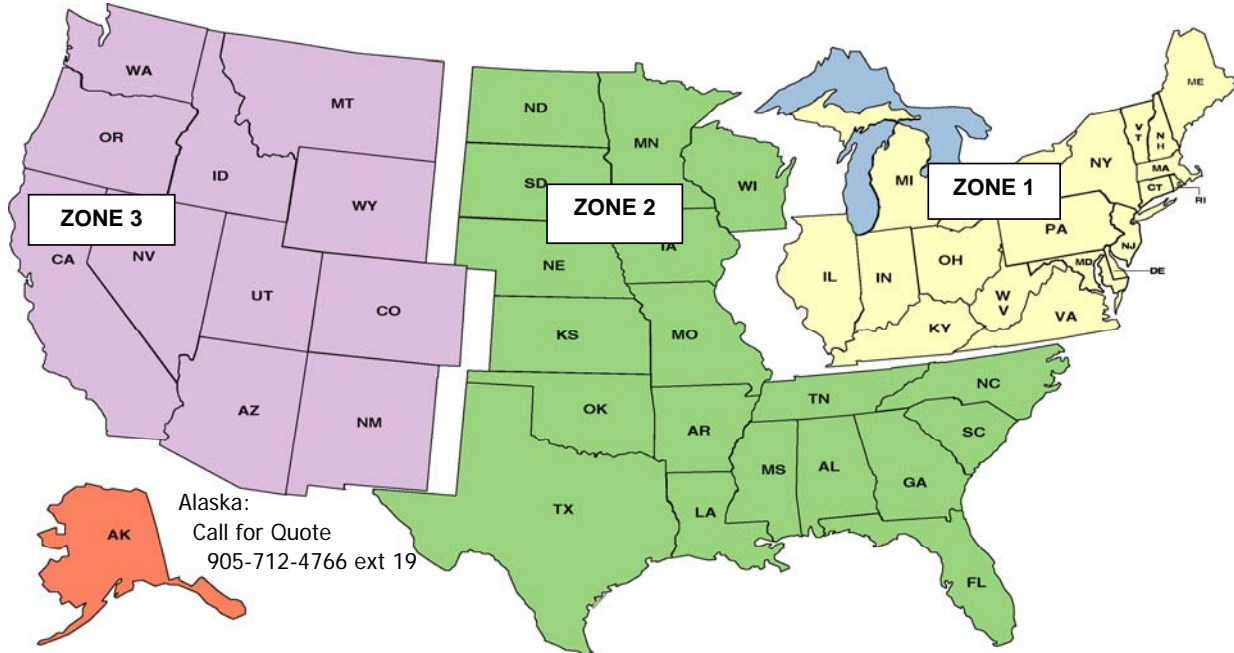 WA
MT
ND
ME
OR
MN
VT
NH
ID
SD
WI
MI
NY
MA
CT
RI
WY
ZONE 3
ZONE 2
ZONE 1
PA
NJ
CA
NV
NE
IA
IL
IN
OH
MD
DE
UT
CO
WV
VA
KS
MO
KY
AZ
NM
OK
AR
TN
NC
SC
TX
LA
MS
AL
GA
FL
AK
Alaska:
Call for Quote
905-712-4766 ext 19